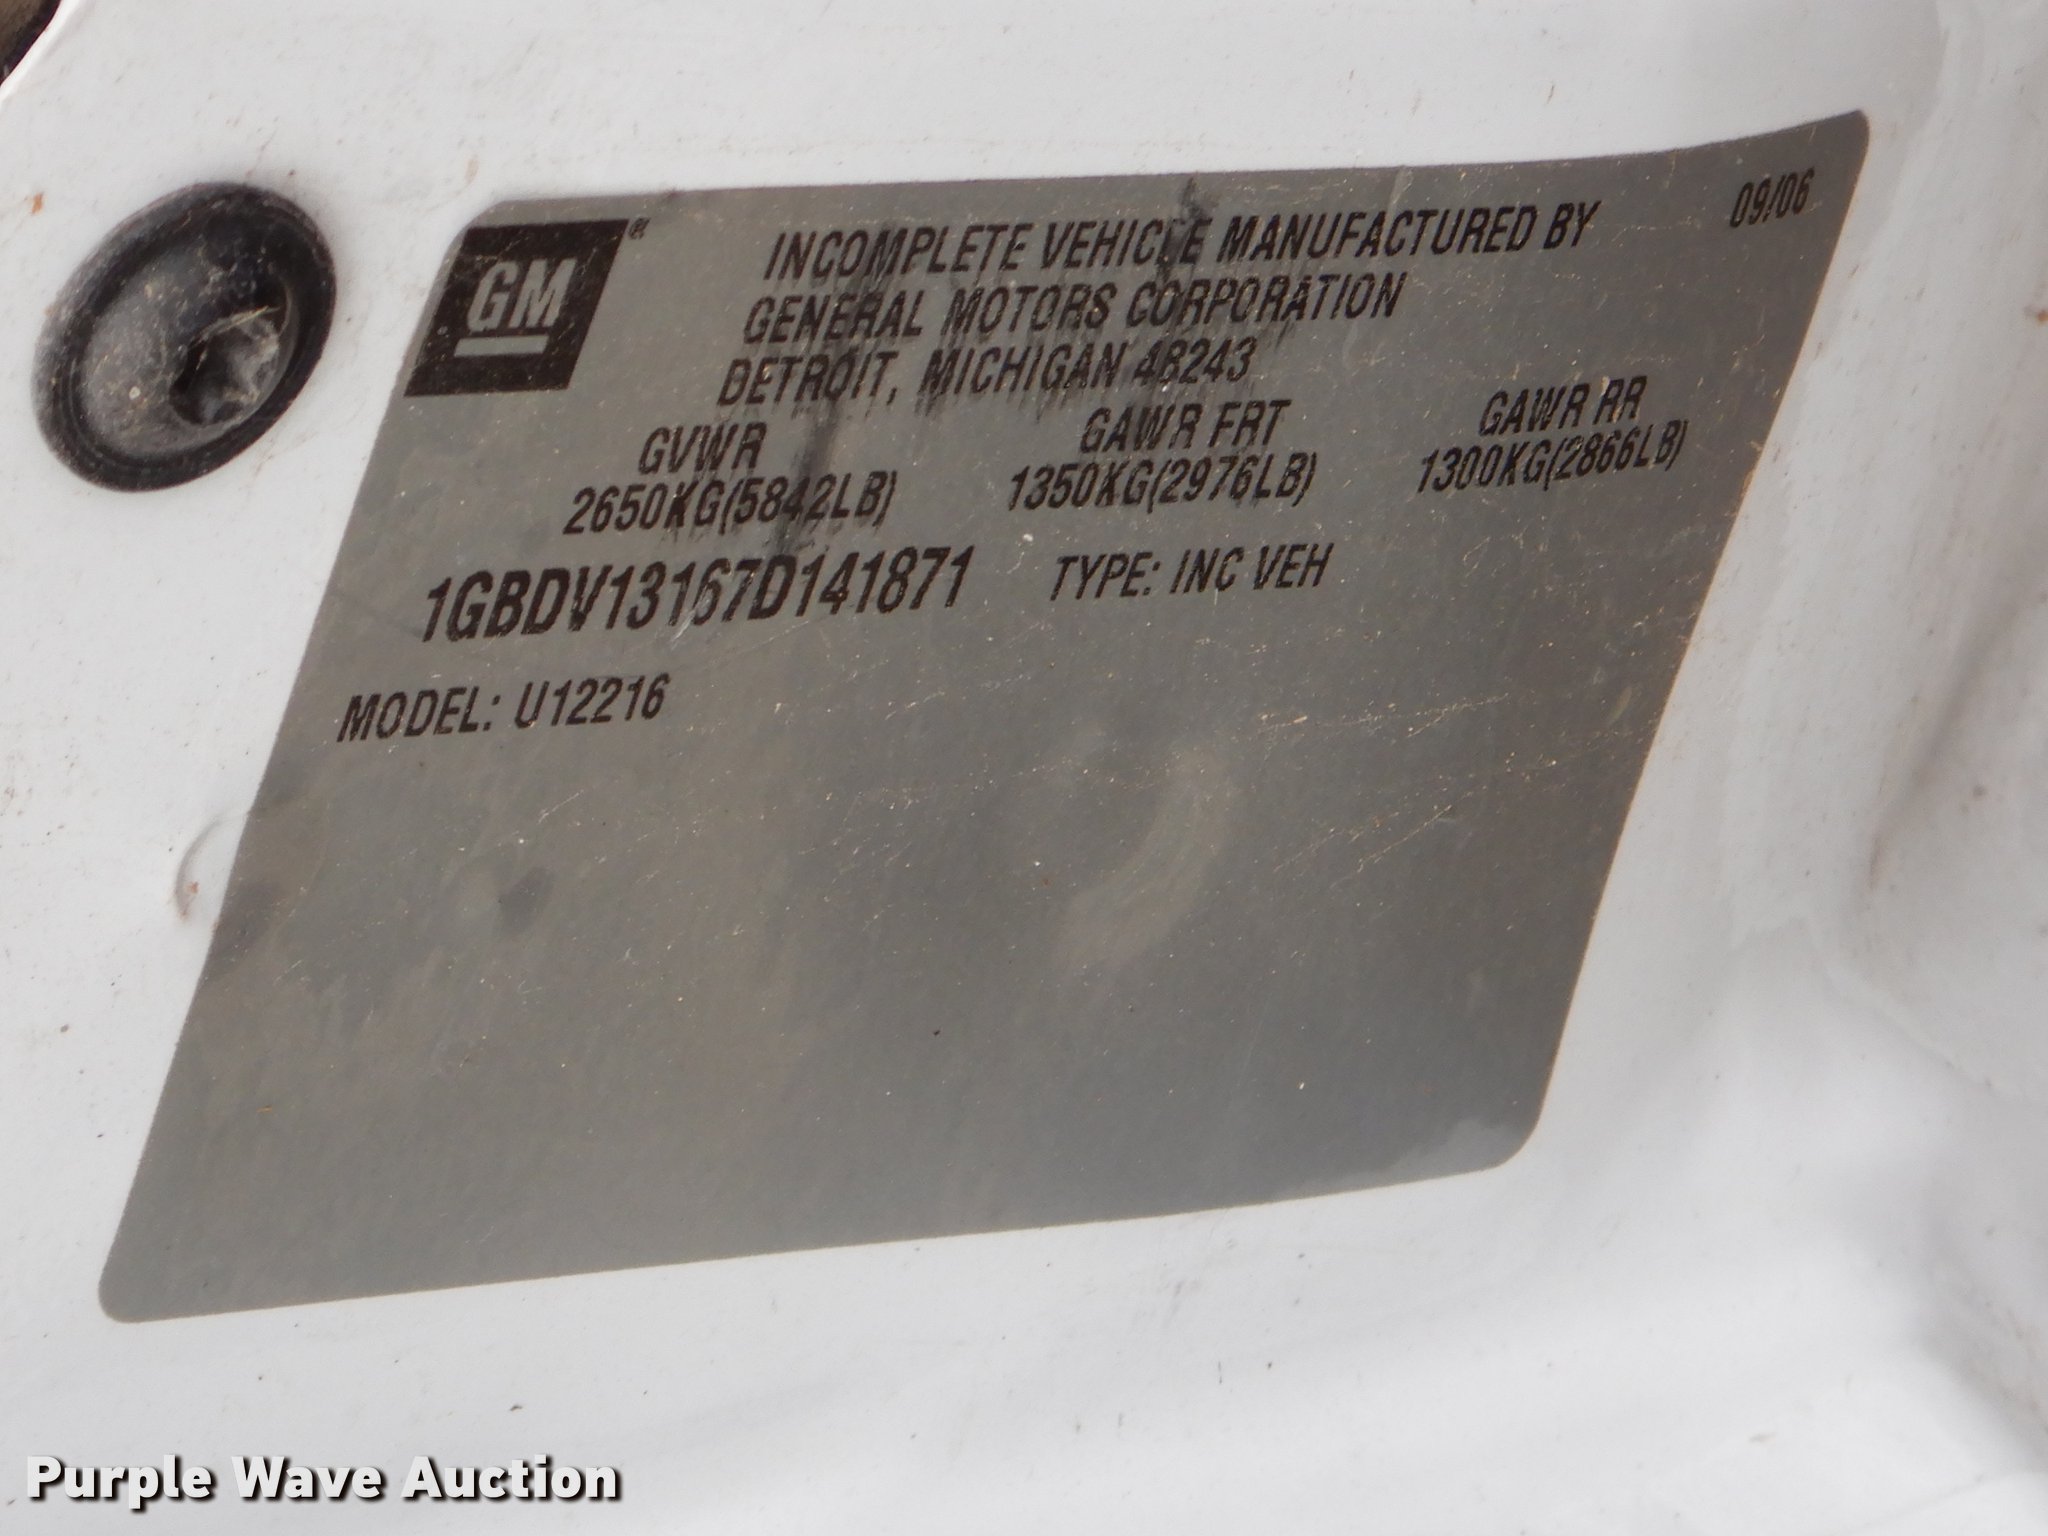 GM®
INCOMPLETE VEHICLE MANUFACTURED BY 09/06
GENERAL MOTORS CORPORATION
DETROIT, MICHIGAN 48243
GVWR GAWR FRT GAWR RR
2650KG(5842LB) 1350KG(2976LB) 1300KG(2866LB)
1GBDV13167D141871 TYPE: INC VEH
MODEL: U12216
Purple Wave Auction